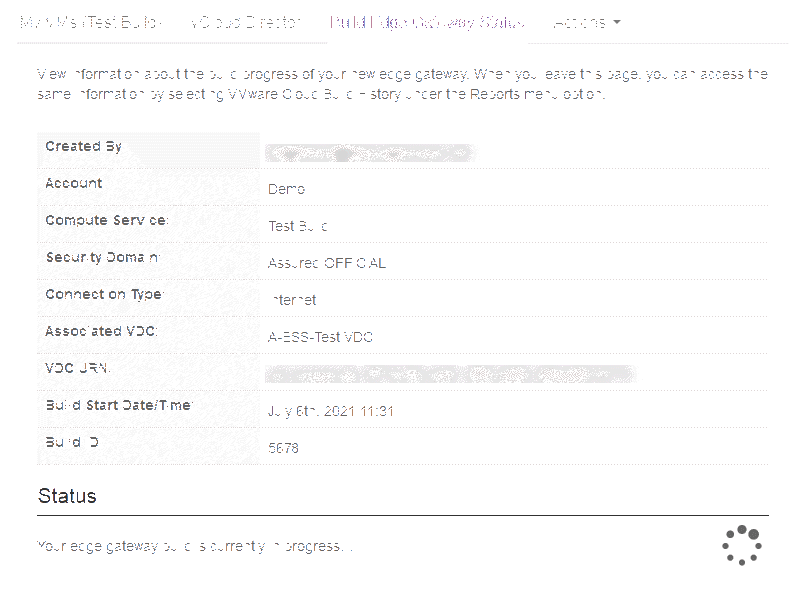 My VMs (Test Build) vCloud Director Build Edge Gateway Status Actions
View information about the build progress of your new edge gateway. When you leave this page, you can access the
same information by selecting VMware Cloud Build History under the Reports menu option.
Created By
Account Demo
Compute Service: Test Build
Security Domain: Assured OFFICIAL
Connection Type: Internet
Associated VDC: A-ESS-Test VDC
VDC URN:
Build Start Date/Time: July 6th, 2021 11:31
Build ID 5678
Status
Your edge gateway build is currently in progress...